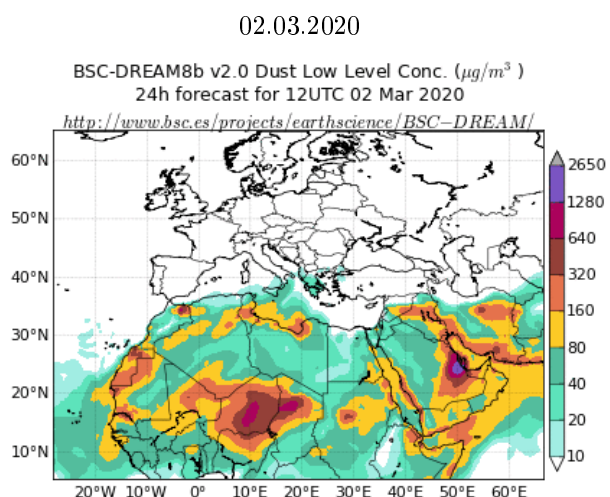 02.03.2020
BSC-DREAM8b v2.0 Dust Low Level Conc. (μg/m³ )
24h forecast for 12UTC 02 Mar 2020
http://www.bsc.es/projects/earthscience/BSC−DREAM/
60°N
50°N
40°N
30°N
20°N
10°N
20°W 10°W 0° 10°E 20°E 30°E 40°E 50°E 60°E
2650
1280
640
320
160
80
40
20
10